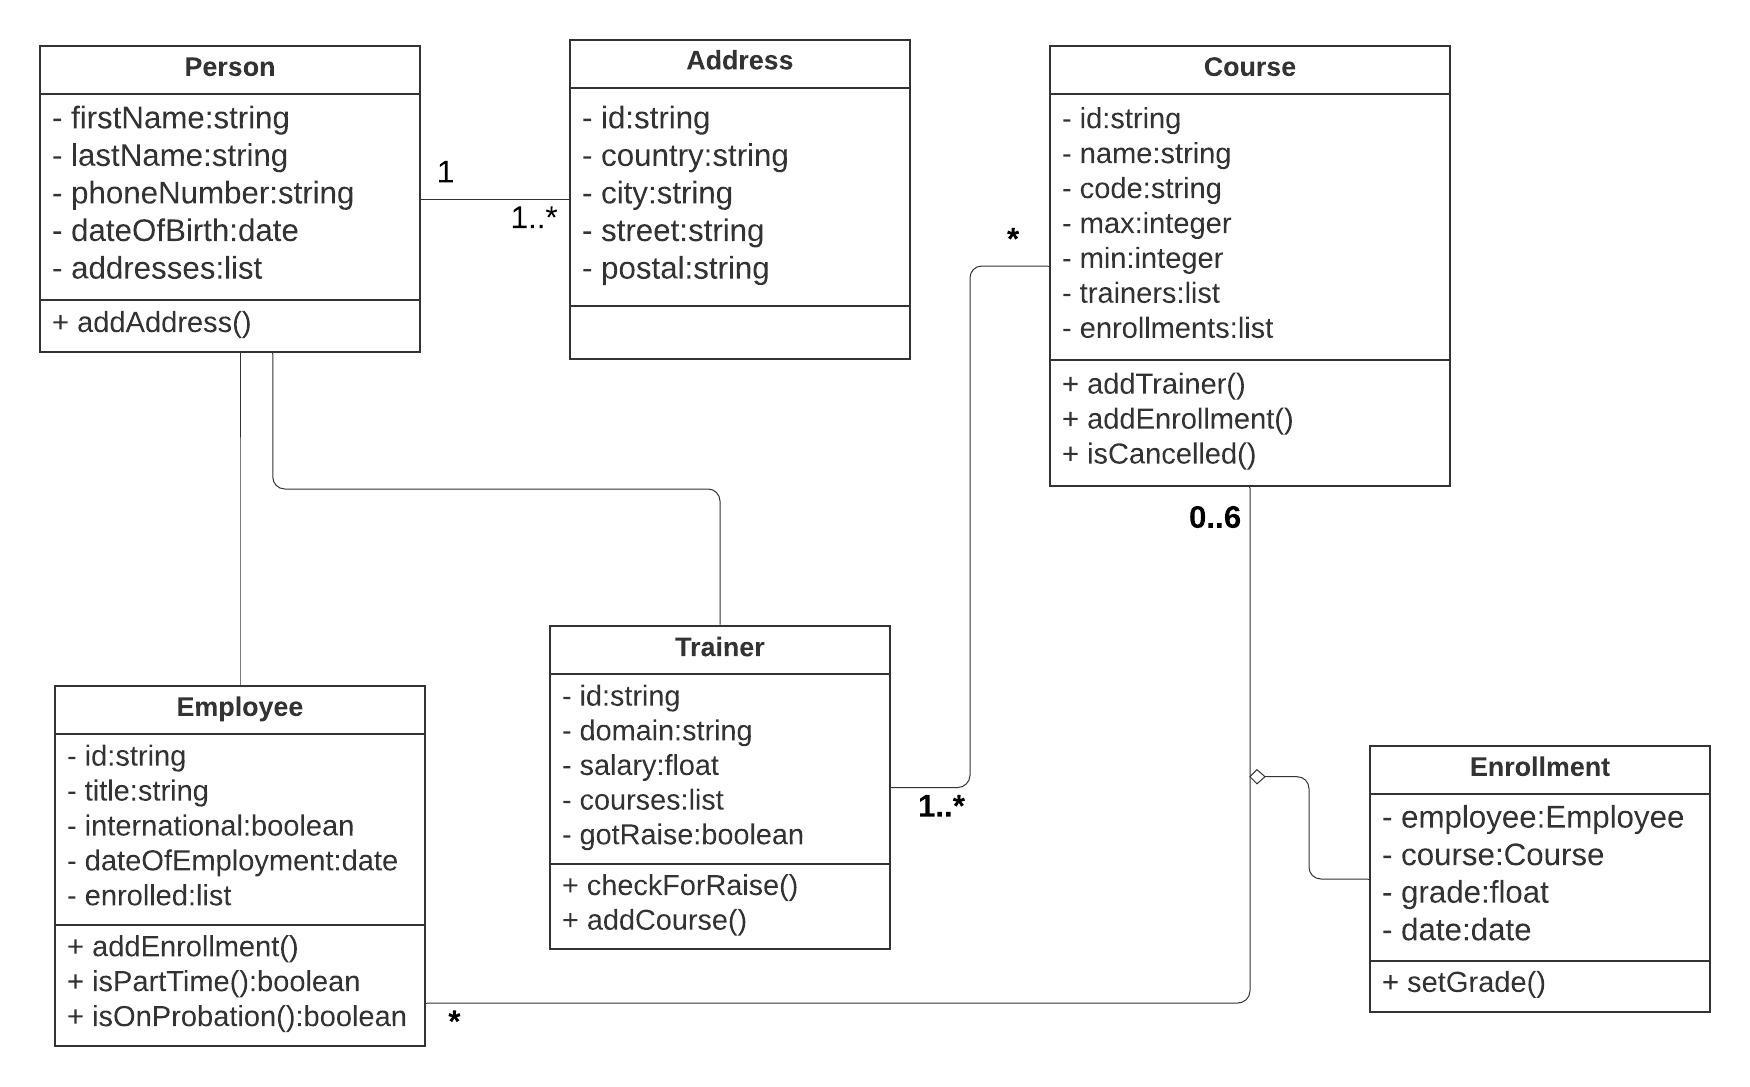 Person
- firstName:string
- lastName:string
- phoneNumber:string
- dateOfBirth:date
- addresses:list
+ addAddress()
1
1..*
Address
- id:string
- country:string
- city:string
- street:string
- postal:string
Course
- id:string
- name:string
- code:string
- max:integer
- min:integer
- trainers:list
- enrollments:list
+ addTrainer()
+ addEnrollment()
+ isCancelled()
*
0..6
Employee
- id:string
- title:string
- international:boolean
- dateOfEmployment:date
- enrolled:list
+ addEnrollment()
+ isPartTime():boolean
+ isOnProbation():boolean
*
Trainer
- id:string
- domain:string
- salary:float
- courses:list
- gotRaise:boolean
+ checkForRaise()
+ addCourse()
1..*
Enrollment
- employee:Employee
- course:Course
- grade:float
- date:date
+ setGrade()